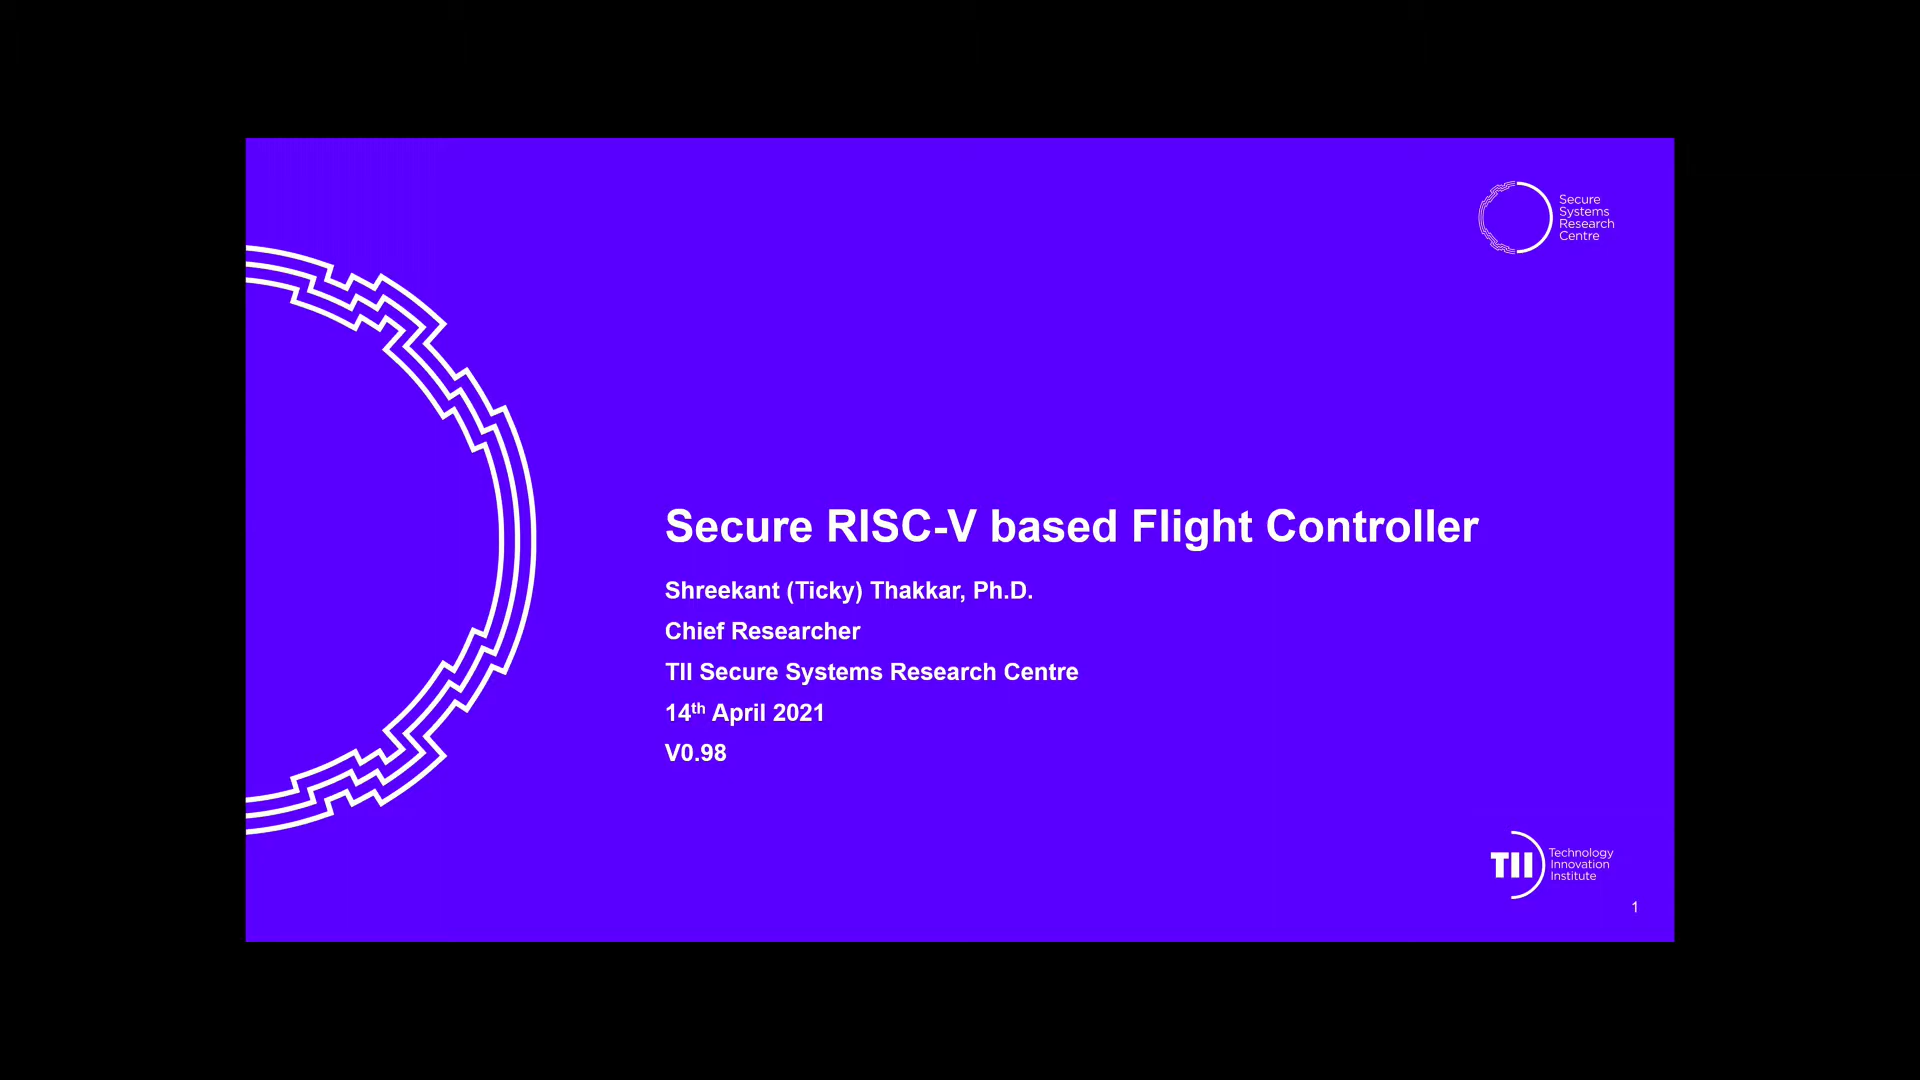 Secure
Systems
Research
Centre
Secure RISC-V based Flight Controller
Shreekant (Ticky) Thakkar, Ph.D.
Chief Researcher
TII Secure Systems Research Centre
14th April 2021
V0.98
TII
Technology
Innovation
Institute
1